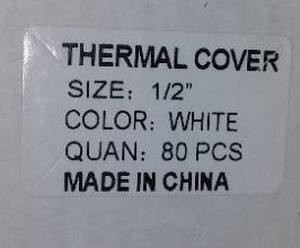 THERMAL COVER
SIZE: 1/2"
COLOR: WHITE
QUAN: 80 PCS
MADE IN CHINA